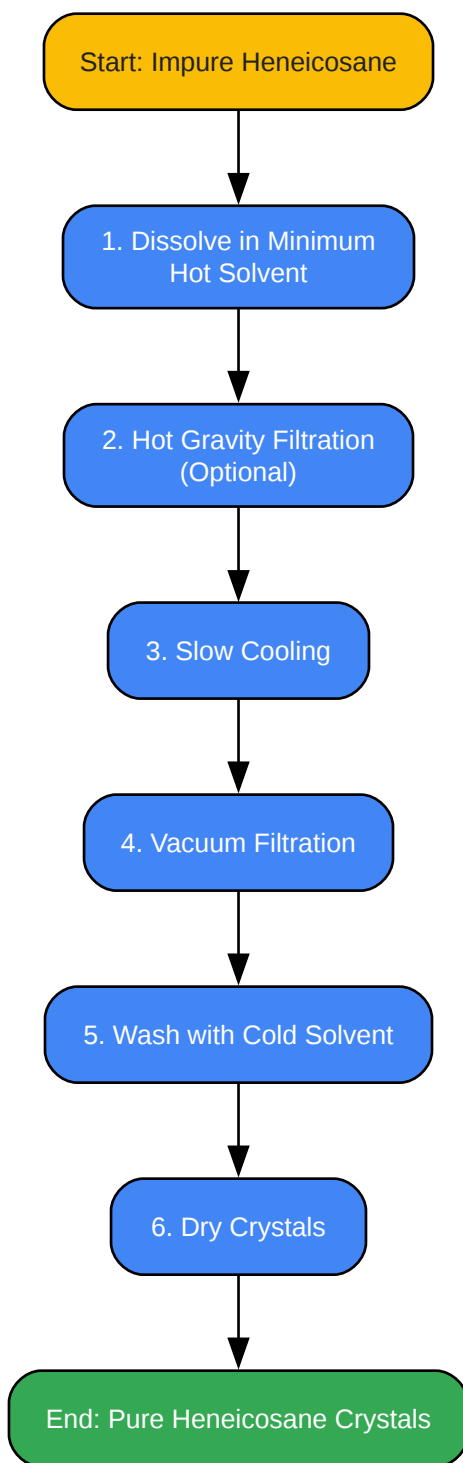 Start: Impure Heneicosane
1. Dissolve in Minimum
Hot Solvent
2. Hot Gravity Filtration
(Optional)
3. Slow Cooling
4. Vacuum Filtration
5. Wash with Cold Solvent
6. Dry Crystals
End: Pure Heneicosane Crystals